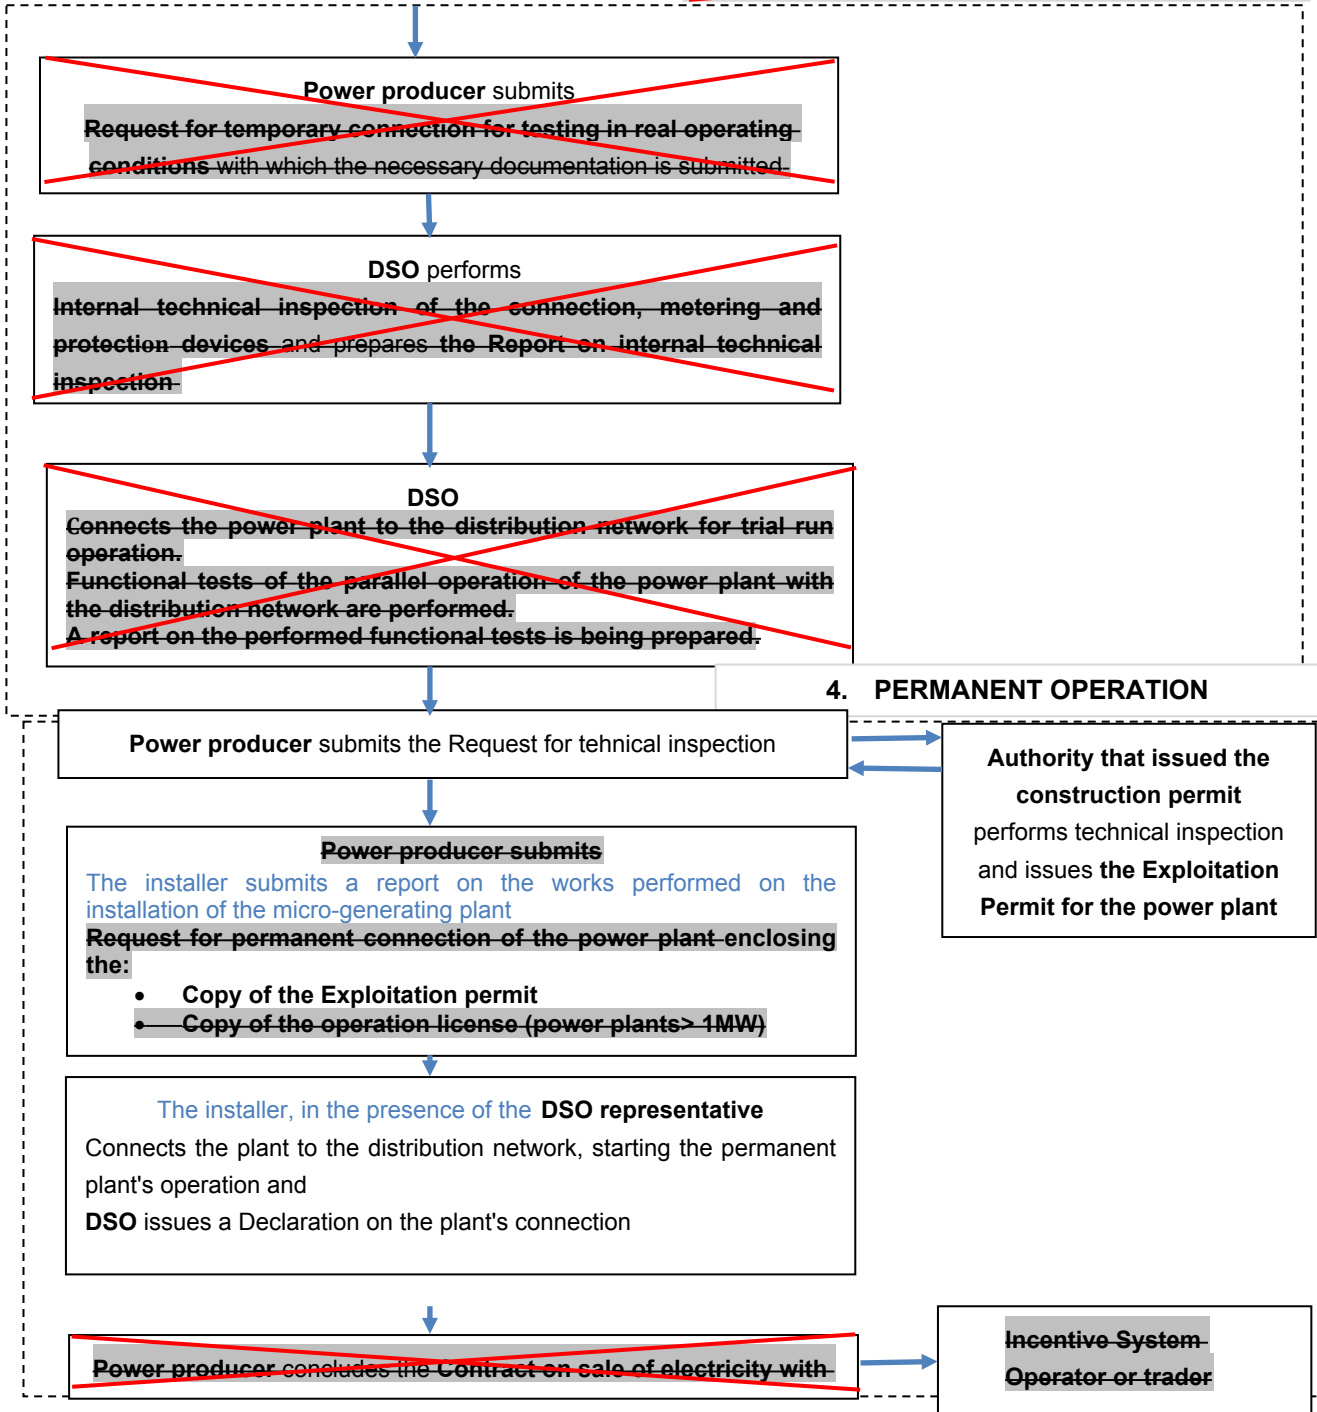 Power producer submits
Request for temporary connection for testing in real operating
conditions with which the necessary documentation is submitted
DSO performs
Internal technical inspection of the connection, metering and
protection devices and prepares the Report on internal technical
inspection
DSO
Connects the power plant to the distribution network for trial run
operation.
Functional tests of the parallel operation of the power plant with
the distribution network are performed.
A report on the performed functional tests is being prepared.
4. PERMANENT OPERATION
Power producer submits the Request for tehnical inspection
Authority that issued the
construction permit
performs technical inspection
and issues the Exploitation
Permit for the power plant
Power producer submits
The installer submits a report on the works performed on the
installation of the micro-generating plant
Request for permanent connection of the power plant enclosing
the:
• Copy of the Exploitation permit
• Copy of the operation license (power plants> 1MW)
The installer, in the presence of the DSO representative
Connects the plant to the distribution network, starting the permanent
plant's operation and
DSO issues a Declaration on the plant's connection
Power producer concludes the Contract on sale of electricity with
Incentive System
Operator or trader